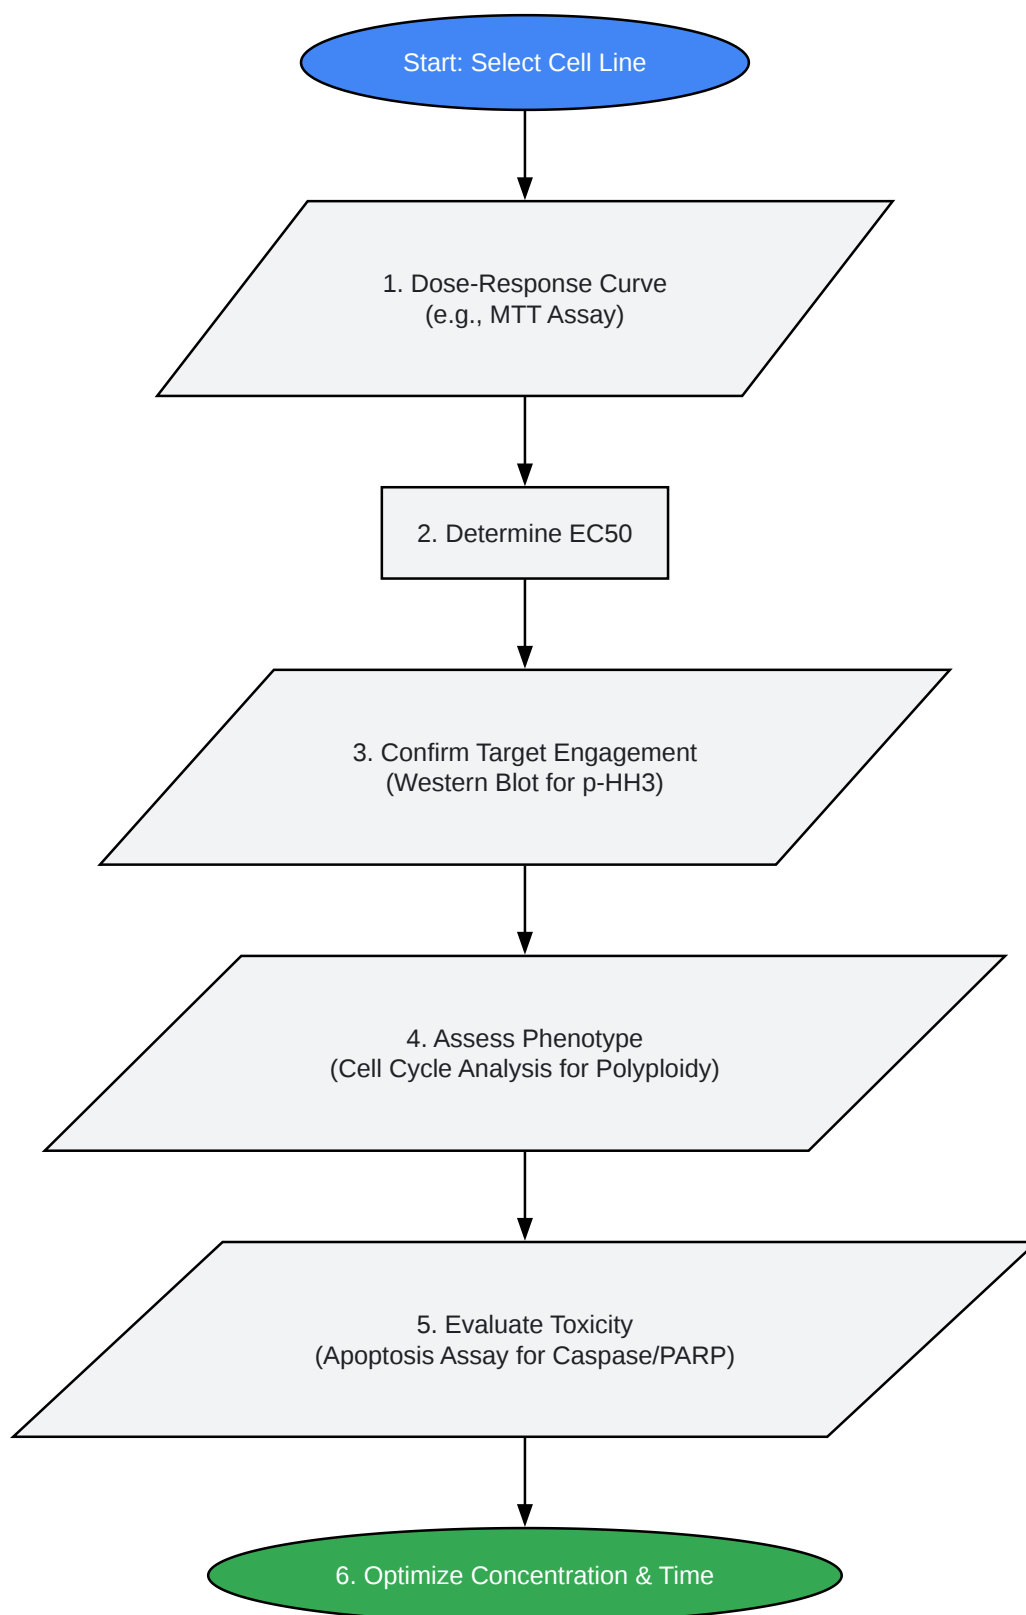 Start: Select Cell Line
1. Dose-Response Curve
(e.g., MTT Assay)
2. Determine EC50
3. Confirm Target Engagement
(Western Blot for p-HH3)
4. Assess Phenotype
(Cell Cycle Analysis for Polyploidy)
5. Evaluate Toxicity
(Apoptosis Assay for Caspase/PARP)
6. Optimize Concentration & Time